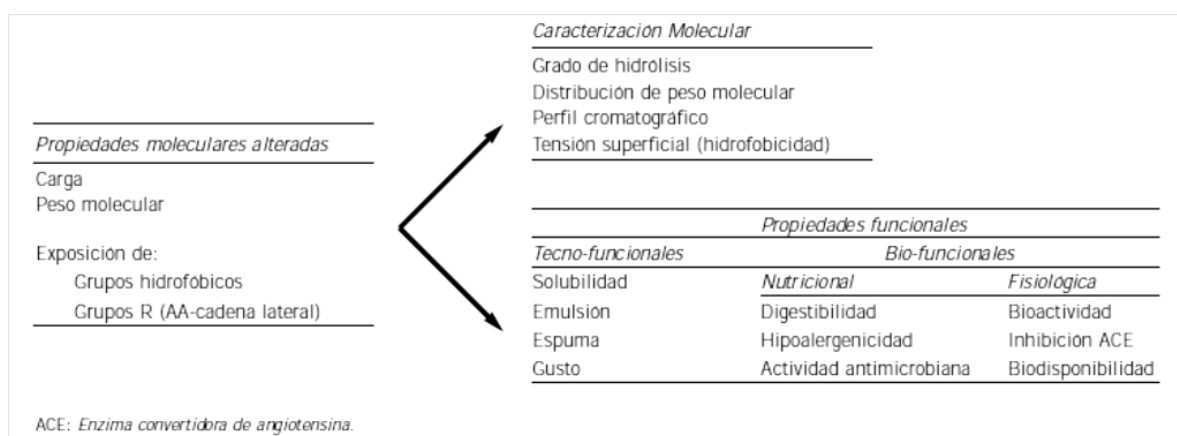 Caracterización Molecular
Grado de hidrólisis
Distribución de peso molecular
Perfil cromatográfico
Tensión superficial (hidrofobicidad)
Propiedades moleculares alteradas
Carga
Peso molecular
Exposición de:
Grupos hidrofóbicos
Grupos R (AA-cadena lateral)
Propiedades funcionales
Tecno-funcionales Bio-funcionales
Solubilidad Nutricional Fisiológica
Emulsión Digestibilidad Bioactividad
Espuma Hipoalergenicidad Inhibición ACE
Gusto Actividad antimicrobiana Biodisponibilidad
ACE: Enzima convertidora de angiotensina.